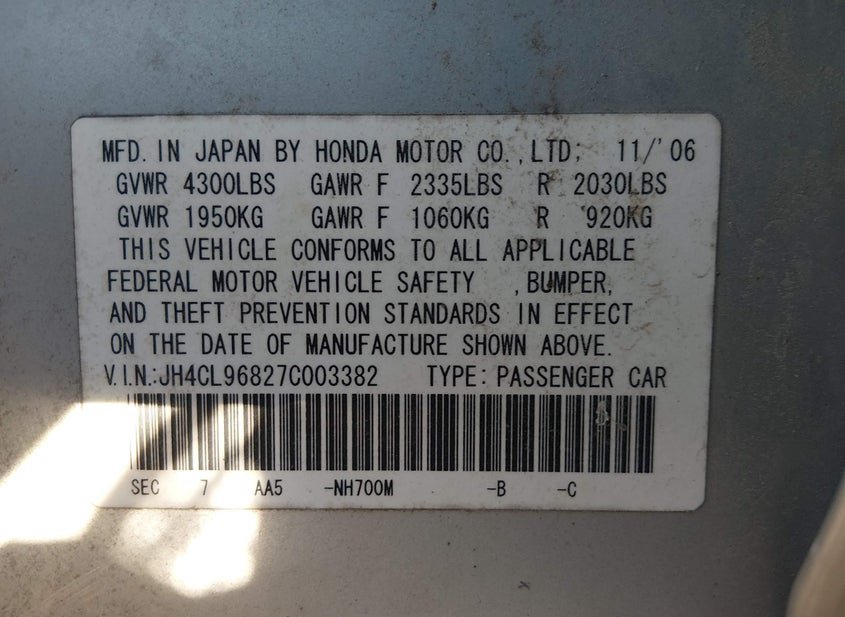 MFD. IN JAPAN BY HONDA MOTOR CO.,LTD; 11/'06
GVWR 4300LBS GAWR F 2335LBS R 2030LBS
GVWR 1950KG GAWR F 1060KG R 920KG
THIS VEHICLE CONFORMS TO ALL APPLICABLE
FEDERAL MOTOR VEHICLE SAFETY ,BUMPER,
AND THEFT PREVENTION STANDARDS IN EFFECT
ON THE DATE OF MANUFACTURE SHOWN ABOVE.
V.I.N.:JH4CL96827C003382 TYPE:PASSENGER CAR
SEC 7 AA5 -NH700M -B -C